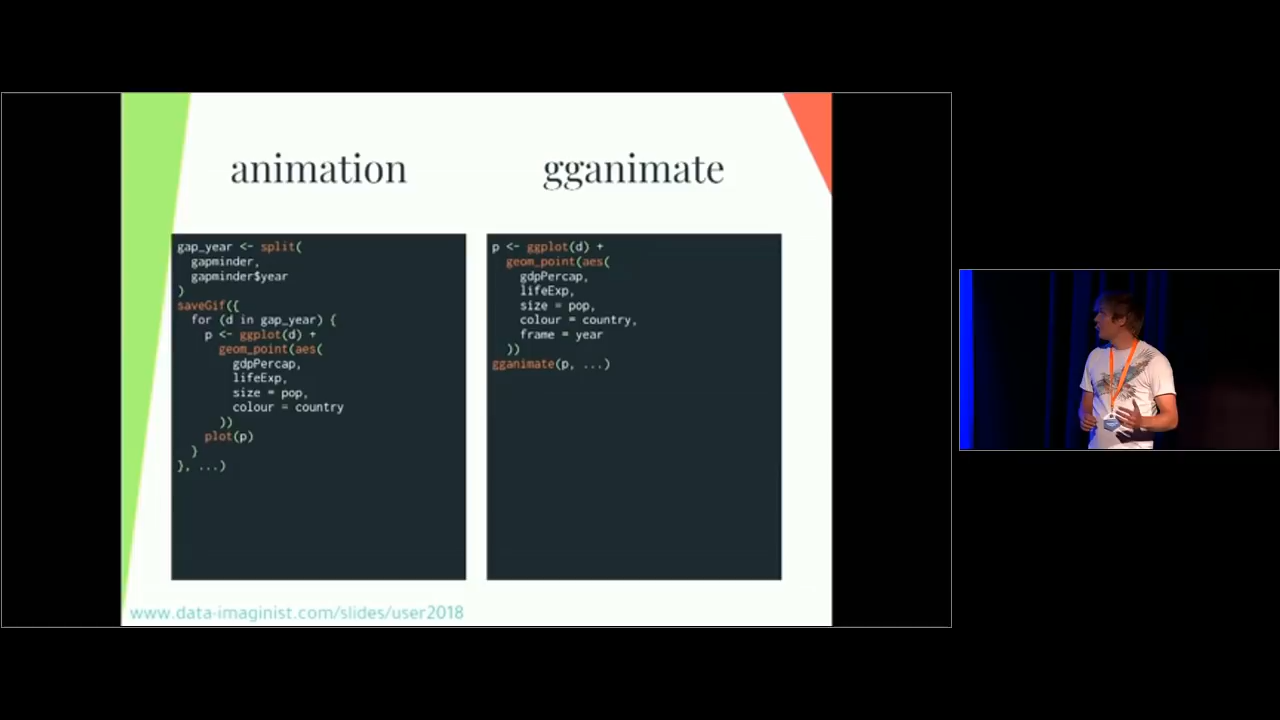 animation
gap_year <- split(
  gapminder,
  gapminder$year
)
saveGif({
  for (d in gap_year) {
    p <- ggplot(d) +
      geom_point(aes(
        gdpPercap,
        lifeExp,
        size = pop,
        colour = country
      ))
    plot(p)
  }
}, ...)
gganimate
p <- ggplot(d) +
  geom_point(aes(
    gdpPercap,
    lifeExp,
    size = pop,
    colour = country,
    frame = year
  ))
gganimate(p, ...)
www.data-imaginist.com/slides/user2018